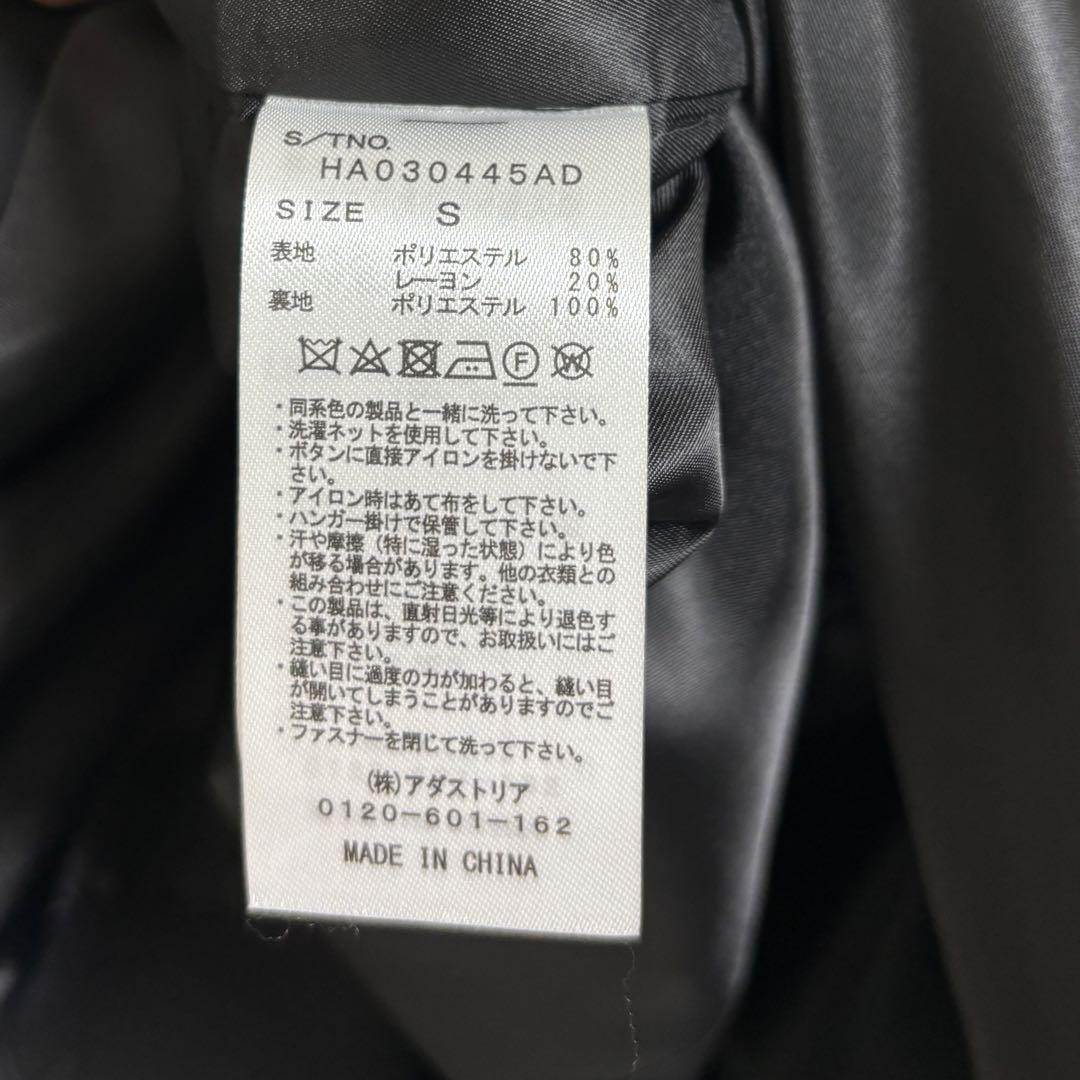 S/TNO.
HA030445AD
SIZE S
表地 ポリエステル 80%
レーヨン 20%
裏地 ポリエステル 100%
F W
・同系色の製品と一緒に洗って下さい。
・洗濯ネットを使用して下さい。
・ボタンに直接アイロンを掛けないで下
さい。
・アイロン時はあて布をして下さい。
・ハンガー掛けで保管して下さい。
・汗や摩擦（特に湿った状態）により色
が移る場合があります。他の衣類との
組み合わせにご注意ください。
・この製品は、直射日光等により退色す
る事がありますので、お取扱いにはご
注意下さい。
・縫い目に過度の力が加わると、縫い目
が開いてしまうことがありますのでご
注意下さい。
・ファスナーを閉じて洗って下さい。
(株)アダストリア
0120-601-162
MADE IN CHINA